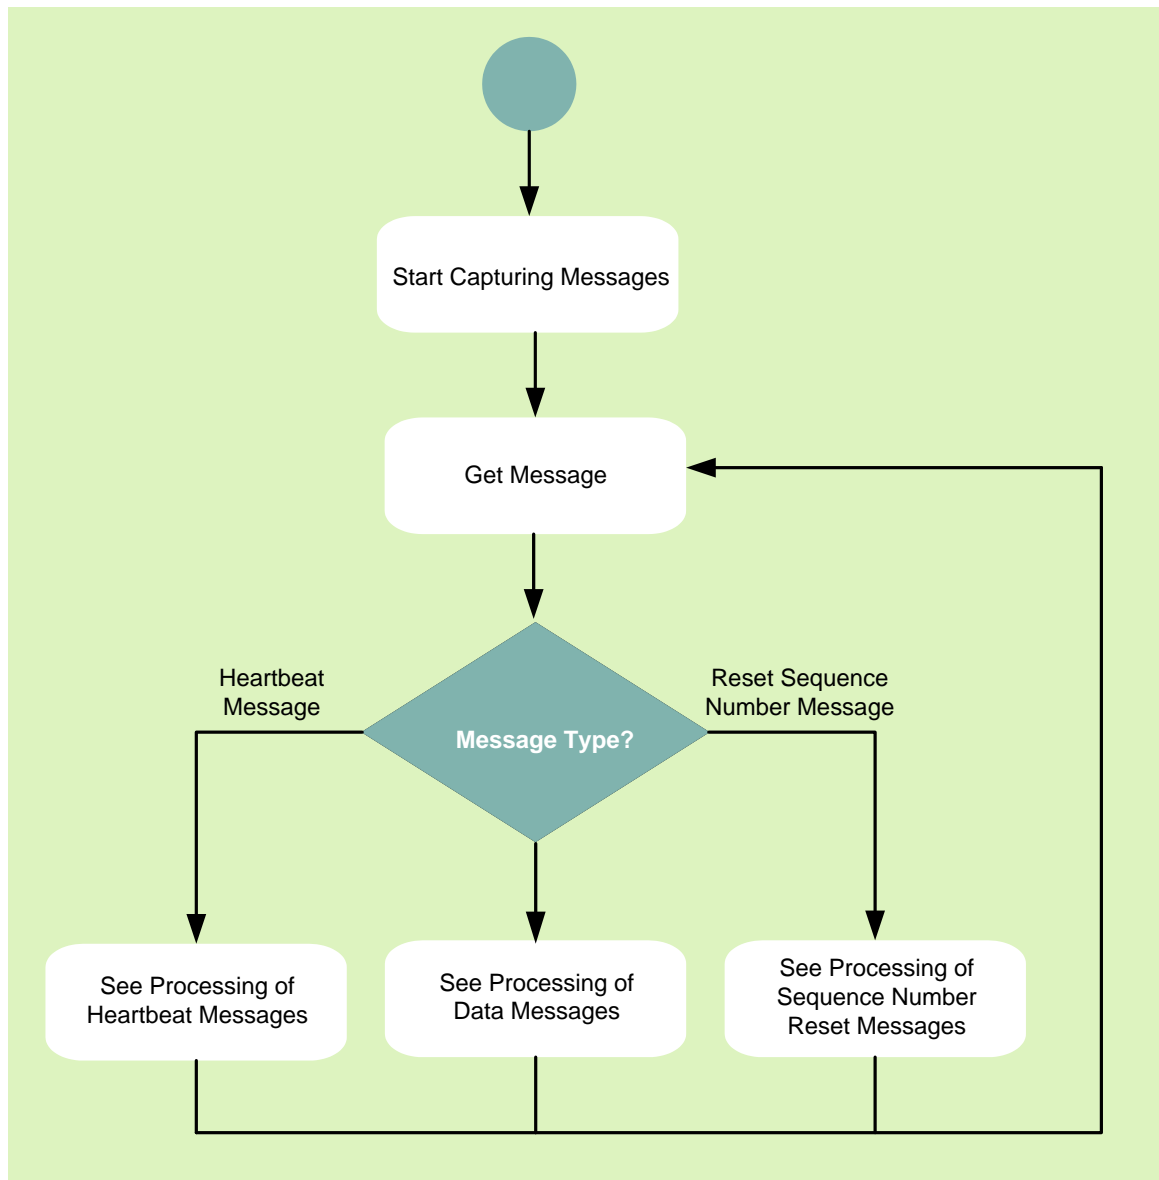 Start Capturing Messages
Get Message
Heartbeat
Message
Reset Sequence
Number Message
Message Type?
See Processing of
Heartbeat Messages
See Processing of
Data Messages
See Processing of
Sequence Number
Reset Messages